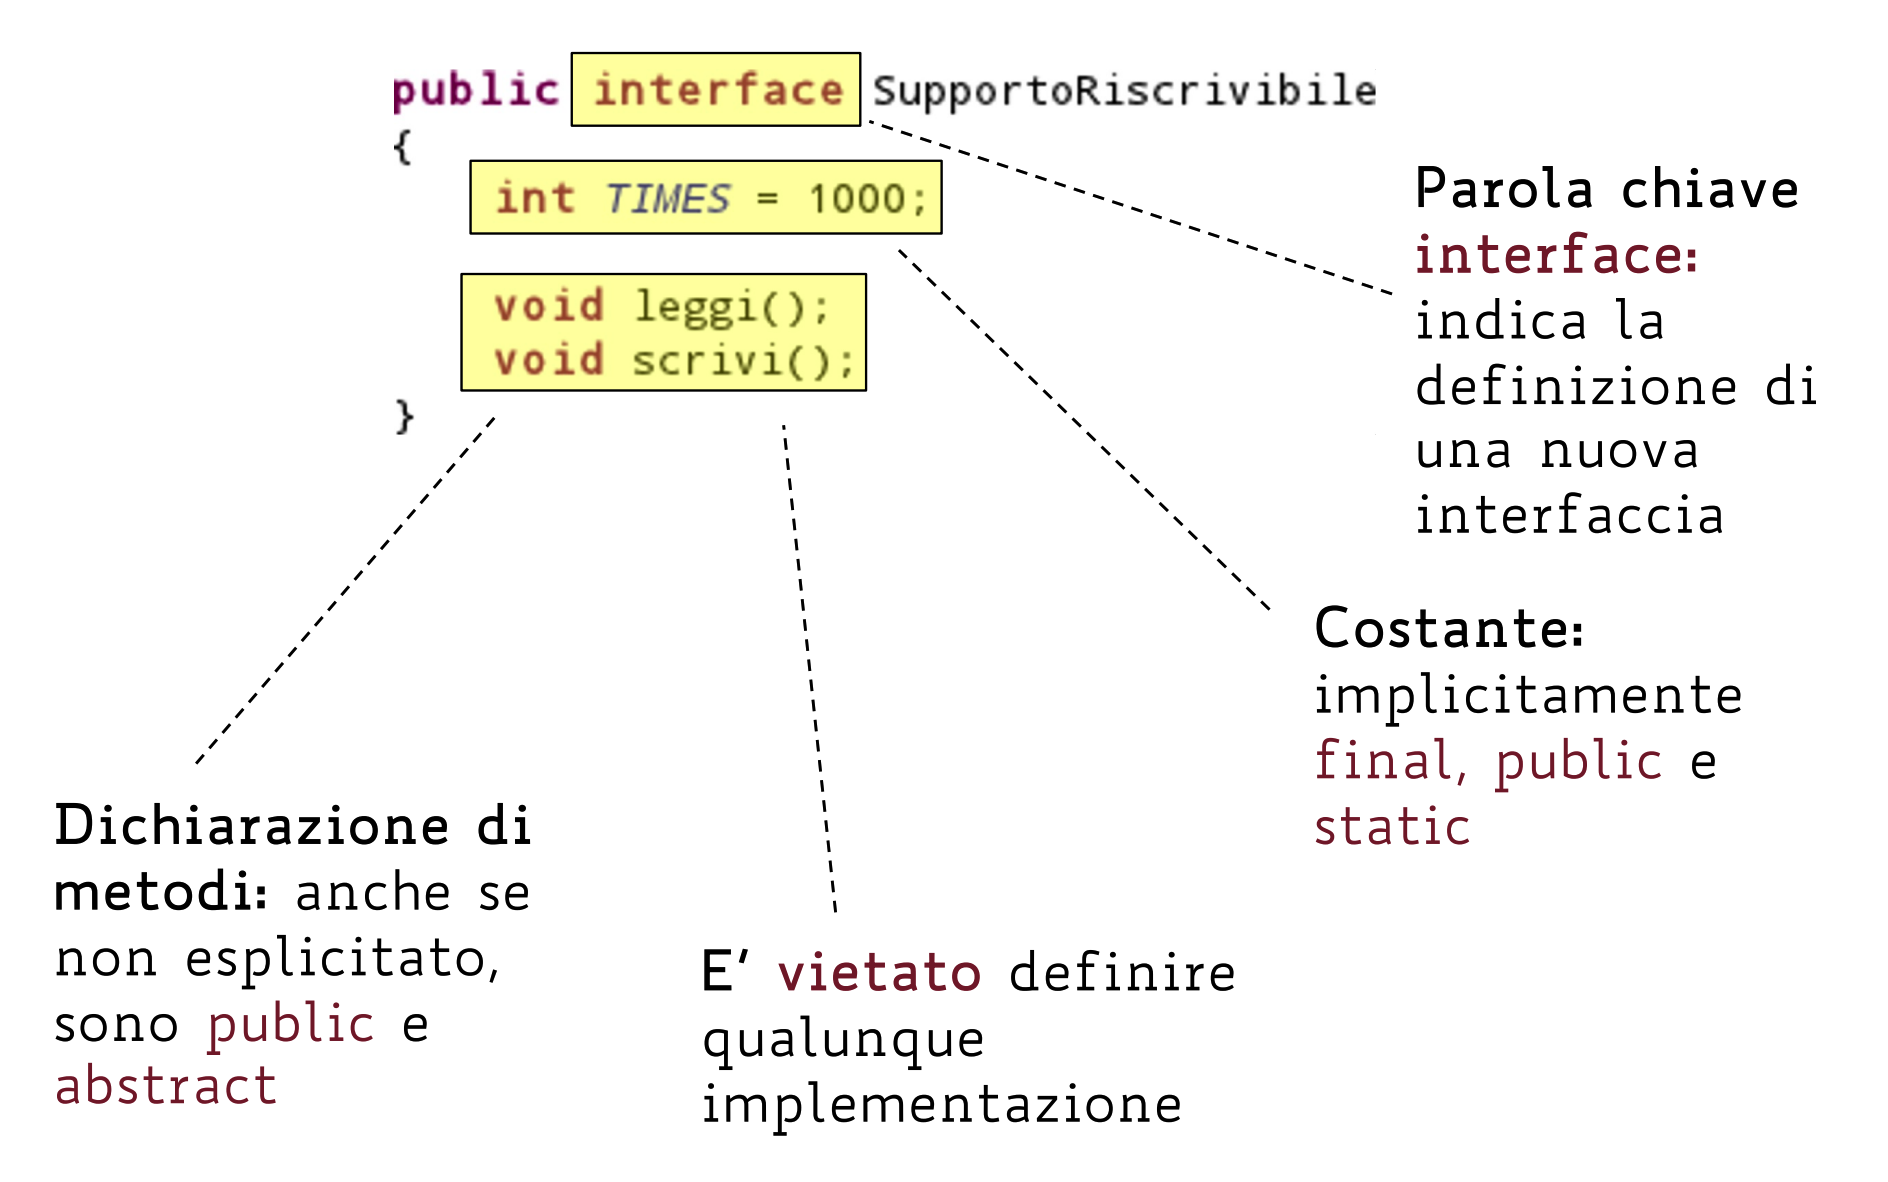 public interface SupportoRiscrivibile
{
int TIMES = 1000;
void leggi();
void scrivi();
}
Parola chiave
interface:
indica la
definizione di
una nuova
interfaccia
Costante:
implicitamente
final, public e
static
Dichiarazione di
metodi: anche se
non esplicitato,
sono public e
abstract
E’ vietato definire
qualunque
implementazione